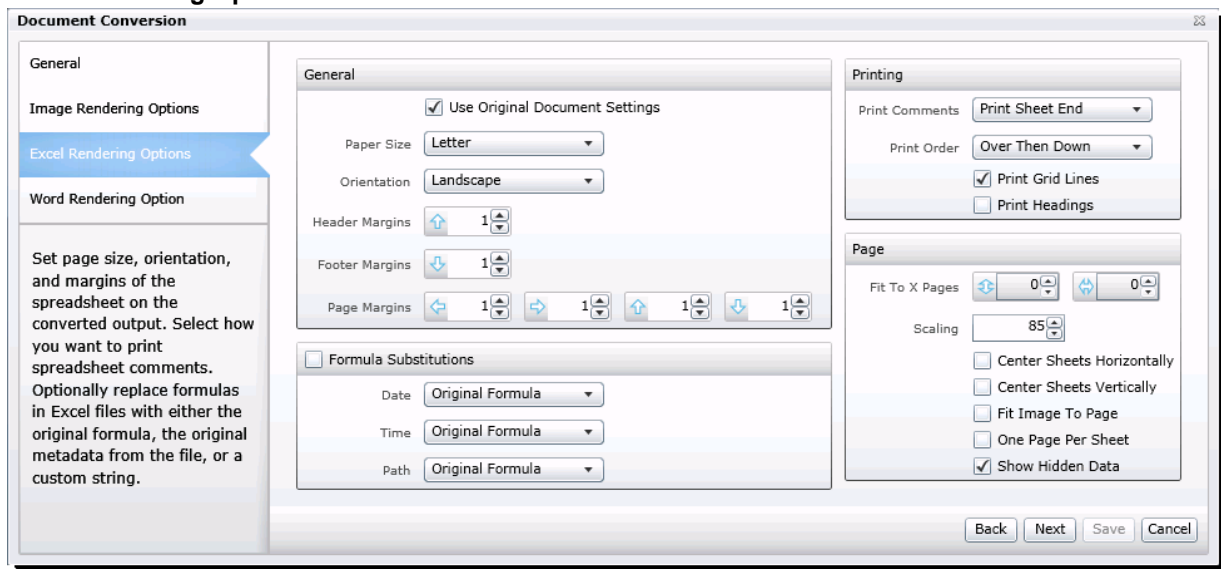 Document Conversion
General
Image Rendering Options
Excel Rendering Options
Word Rendering Option
Set page size, orientation,
and margins of the
spreadsheet on the
converted output. Select how
you want to print
spreadsheet comments.
Optionally replace formulas
in Excel files with either the
original formula, the original
metadata from the file, or a
custom string.
General
Use Original Document Settings
Paper Size Letter
Orientation Landscape
Header Margins 1
Footer Margins 1
Page Margins 1 1 1 1
Formula Substitutions
Date Original Formula
Time Original Formula
Path Original Formula
Printing
Print Comments Print Sheet End
Print Order Over Then Down
Print Grid Lines
Print Headings
Page
Fit To X Pages 0 0
Scaling 85
Center Sheets Horizontally
Center Sheets Vertically
Fit Image To Page
One Page Per Sheet
Show Hidden Data
Back Next Save Cancel